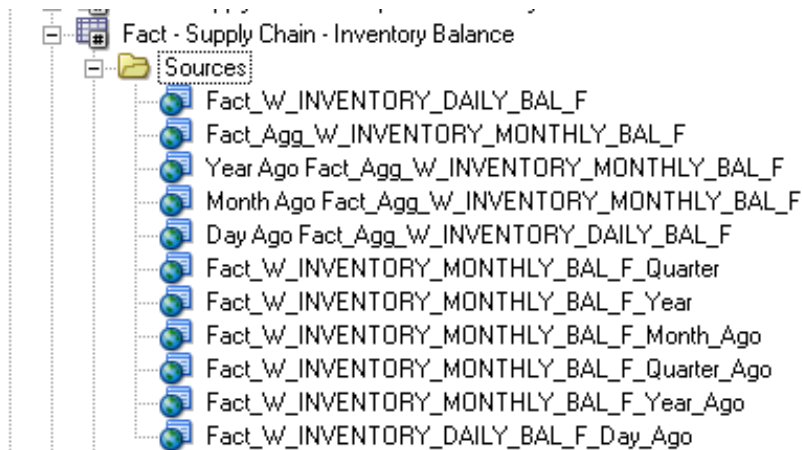 Fact - Supply Chain - Inventory Balance
Sources
Fact_W_INVENTORY_DAILY_BAL_F
Fact_Agg_W_INVENTORY_MONTHLY_BAL_F
Year Ago Fact_Agg_W_INVENTORY_MONTHLY_BAL_F
Month Ago Fact_Agg_W_INVENTORY_MONTHLY_BAL_F
Day Ago Fact_Agg_W_INVENTORY_DAILY_BAL_F
Fact_W_INVENTORY_MONTHLY_BAL_F_Quarter
Fact_W_INVENTORY_MONTHLY_BAL_F_Year
Fact_W_INVENTORY_MONTHLY_BAL_F_Month_Ago
Fact_W_INVENTORY_MONTHLY_BAL_F_Quarter_Ago
Fact_W_INVENTORY_MONTHLY_BAL_F_Year_Ago
Fact_W_INVENTORY_DAILY_BAL_F_Day_Ago